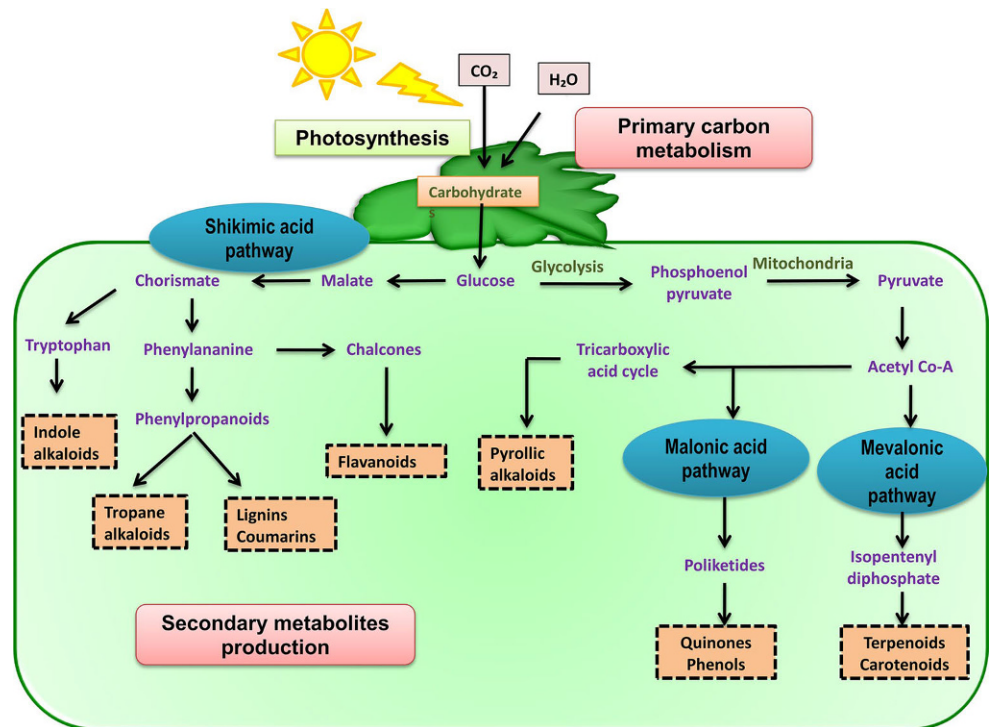 CO₂
H₂O
Photosynthesis
Primary carbon
metabolism
Carbohydrate
s
Shikimic acid
pathway
Chorismate
Malate
Glucose
Glycolysis
Phosphoenol
pyruvate
Mitochondria
Pyruvate
Tryptophan
Phenylananine
Chalcones
Tricarboxylic
acid cycle
Acetyl Co-A
Phenylpropanoids
Indole
alkaloids
Flavanoids
Pyrollic
alkaloids
Malonic acid
pathway
Mevalonic
acid
pathway
Tropane
alkaloids
Lignins
Coumarins
Poliketides
Isopentenyl
diphosphate
Secondary metabolites
production
Quinones
Phenols
Terpenoids
Carotenoids